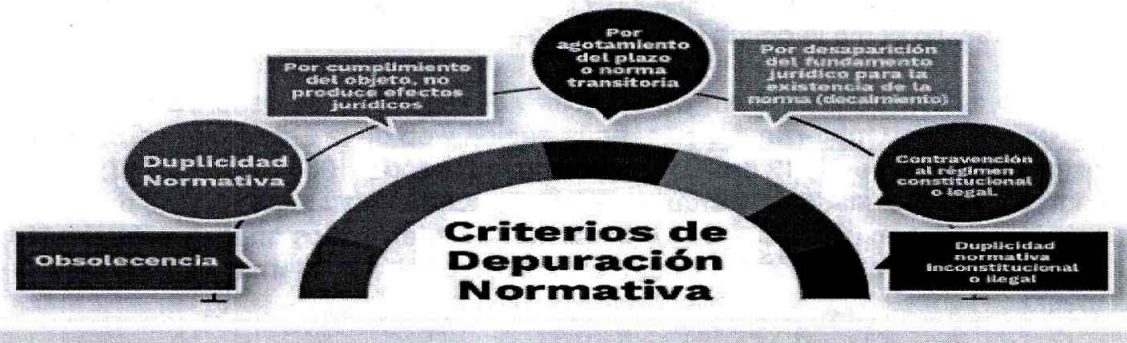 Por
agotamiento
del plazo
o norma
transitoria
Por cumplimiento
del objeto, no
produce efectos
jurídicos
Por desaparición
del fundamento
jurídico para la
existencia de la
norma (decaimiento)
Duplicidad
Normativa
Contravención
al régimen
constitucional
o legal.
Obsolecencia
Criterios de
Depuración
Normativa
Duplicidad
normativa
inconstitucional
o ilegal